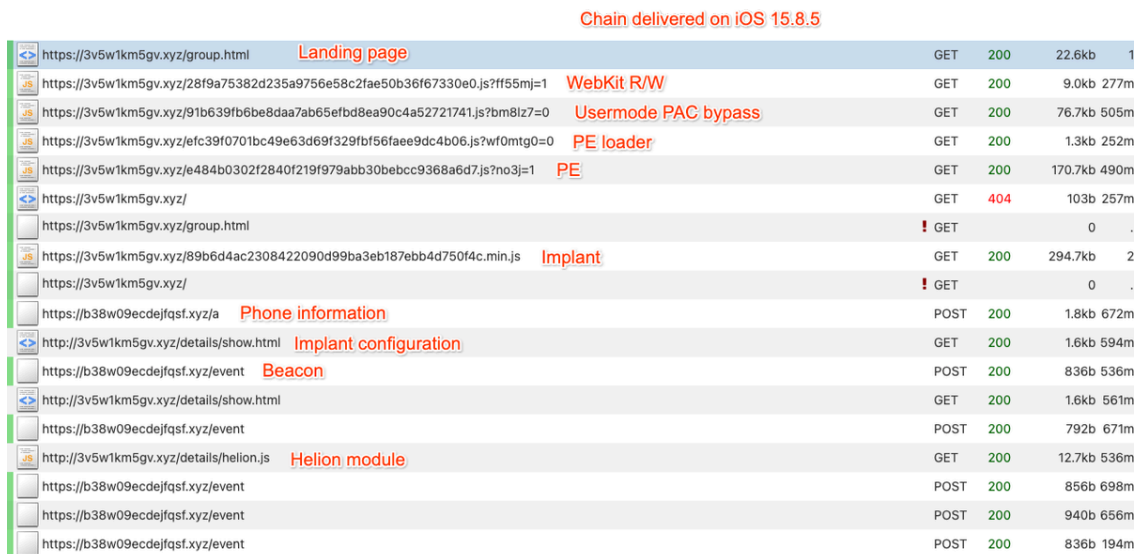 Chain delivered on iOS 15.8.5
https://3v5w1km5gv.xyz/group.html Landing page GET 200 22.6kb 1
https://3v5w1km5gv.xyz/28f9a75382d235a9756e58c2fae50b36f67330e0.js?ff55mj=1 WebKit R/W GET 200 9.0kb 277m
https://3v5w1km5gv.xyz/91b639fb6be8daa7ab65efbd8ea90c4a52721741.js?bm8lz7=0 Usermode PAC bypass GET 200 76.7kb 505m
https://3v5w1km5gv.xyz/efc39f0701bc49e63d69f329fbf56faee9dc4b06.js?wf0mtg0=0 PE loader GET 200 1.3kb 252m
https://3v5w1km5gv.xyz/e484b0302f2840f219f979abb30bebcc9368a6d7.js?no3j=1 PE GET 200 170.7kb 490m
https://3v5w1km5gv.xyz/ GET 404 103b 257m
https://3v5w1km5gv.xyz/group.html ! GET 0 .
https://3v5w1km5gv.xyz/89b6d4ac2308422090d99ba3eb187ebb4d750f4c.min.js Implant GET 200 294.7kb 2
https://3v5w1km5gv.xyz/ ! GET 0 .
https://b38w09ecdejfqsf.xyz/a Phone information POST 200 1.8kb 672m
http://3v5w1km5gv.xyz/details/show.html Implant configuration GET 200 1.6kb 594m
https://b38w09ecdejfqsf.xyz/event Beacon POST 200 836b 536m
http://3v5w1km5gv.xyz/details/show.html GET 200 1.6kb 561m
https://b38w09ecdejfqsf.xyz/event POST 200 792b 671m
http://3v5w1km5gv.xyz/details/helion.js Helion module GET 200 12.7kb 536m
https://b38w09ecdejfqsf.xyz/event POST 200 856b 698m
https://b38w09ecdejfqsf.xyz/event POST 200 940b 656m
https://b38w09ecdejfqsf.xyz/event POST 200 836b 194m